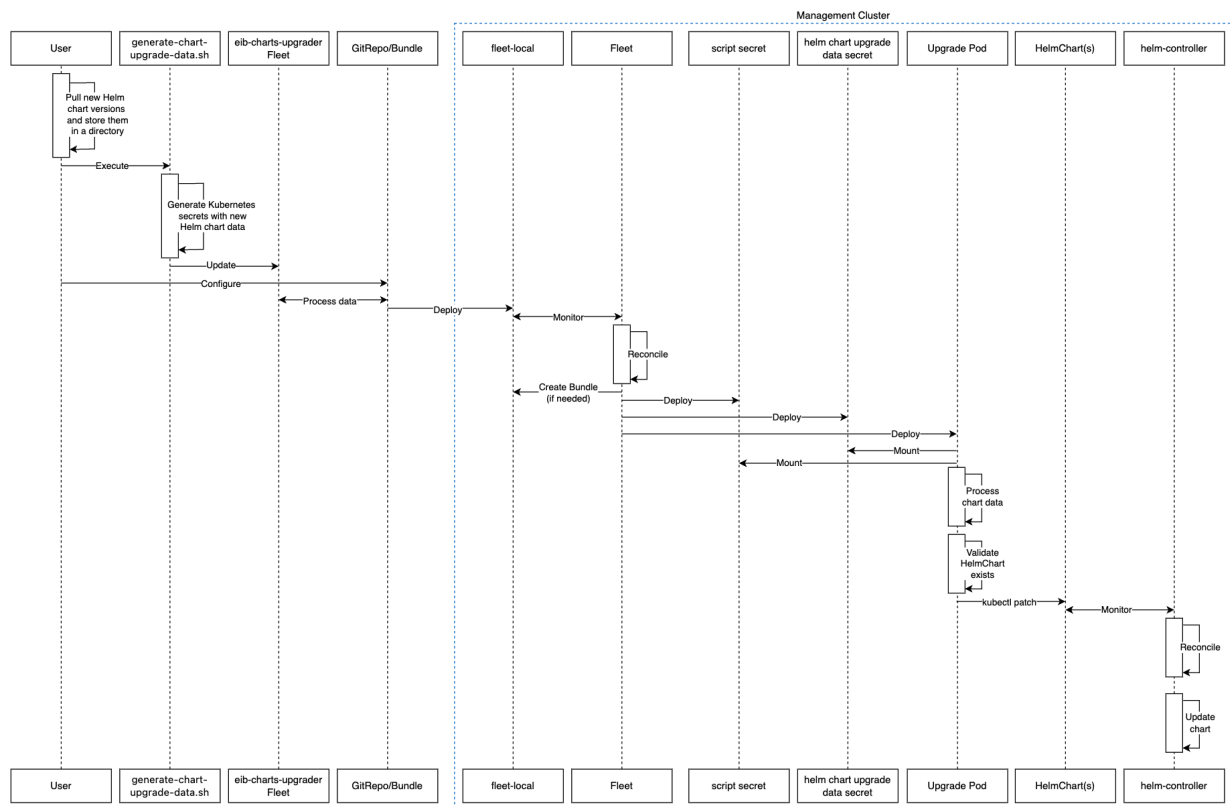 Management Cluster
User
generate-chart-
upgrade-data.sh
eib-charts-upgrader
Fleet
GitRepo/Bundle
fleet-local
Fleet
script secret
helm chart upgrade
data secret
Upgrade Pod
HelmChart(s)
helm-controller
Pull new Helm
chart versions
and store them
in a directory
Execute
Generate Kubernetes
secrets with new
Helm chart data
Update
Configure
Process data
Deploy
Monitor
Reconcile
Create Bundle
(if needed)
Deploy
Deploy
Deploy
Mount
Mount
Process
chart data
Validate
HelmChart
exists
kubectl patch
Monitor
Reconcile
Update
chart
User
generate-chart-
upgrade-data.sh
eib-charts-upgrader
Fleet
GitRepo/Bundle
fleet-local
Fleet
script secret
helm chart upgrade
data secret
Upgrade Pod
HelmChart(s)
helm-controller